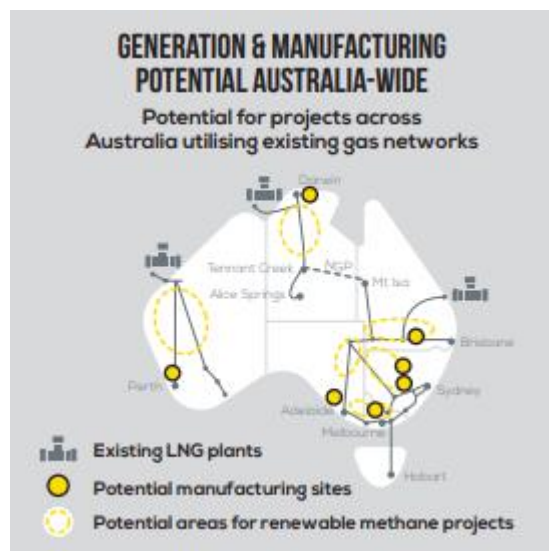 GENERATION & MANUFACTURING
POTENTIAL AUSTRALIA-WIDE
Potential for projects across
Australia utilising existing gas networks
Darwin
Tennant Creek
NGP
Mt Isa
Alice Springs
Brisbane
Perth
Sydney
Adelaide
Melbourne
Hobart
Existing LNG plants
Potential manufacturing sites
Potential areas for renewable methane projects